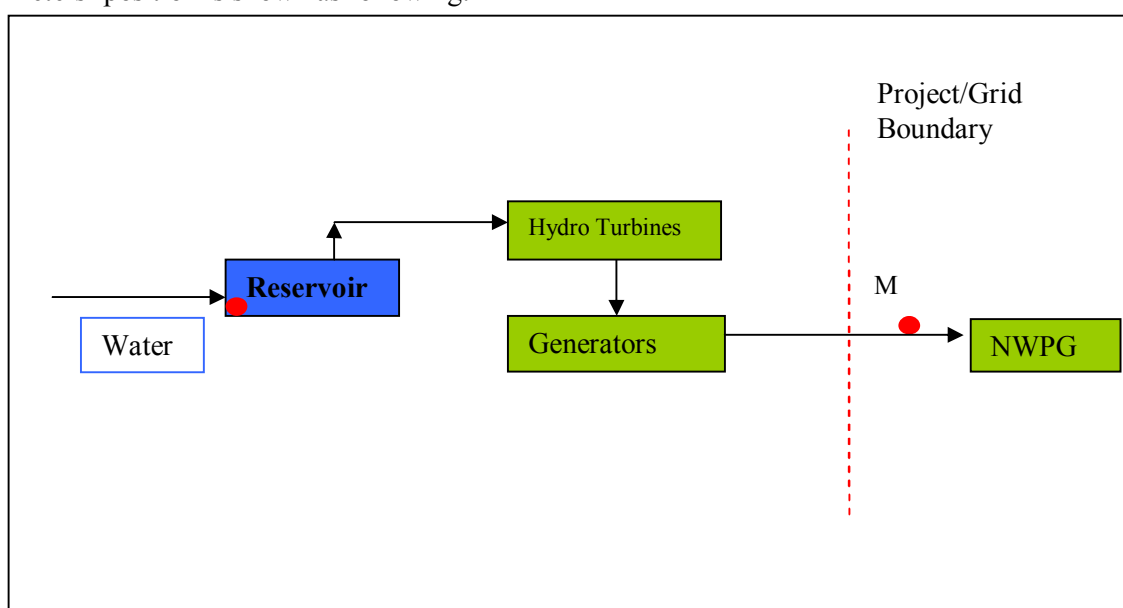 Project/Grid
Boundary
Hydro Turbines
Reservoir
M
Water
Generators
NWPG